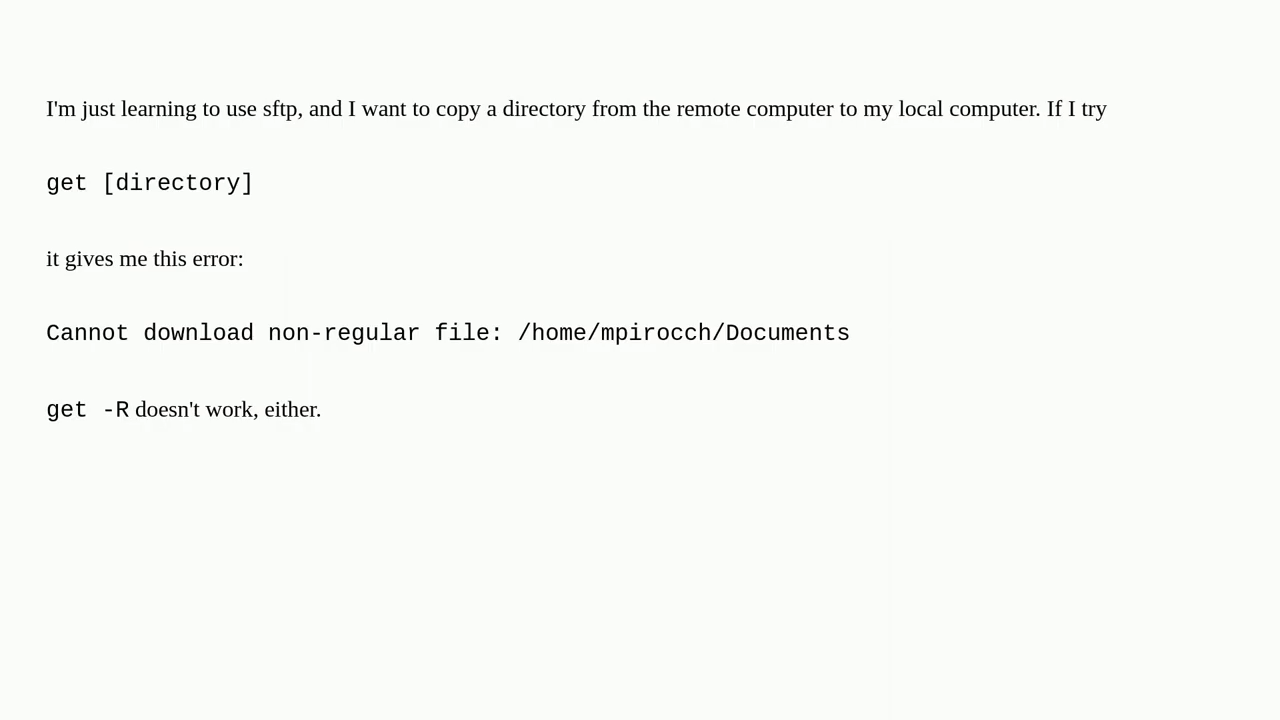 I'm just learning to use sftp, and I want to copy a directory from the remote computer to my local computer. If I try
get [directory]
it gives me this error:
Cannot download non-regular file: /home/mpirocch/Documents
get -R doesn't work, either.